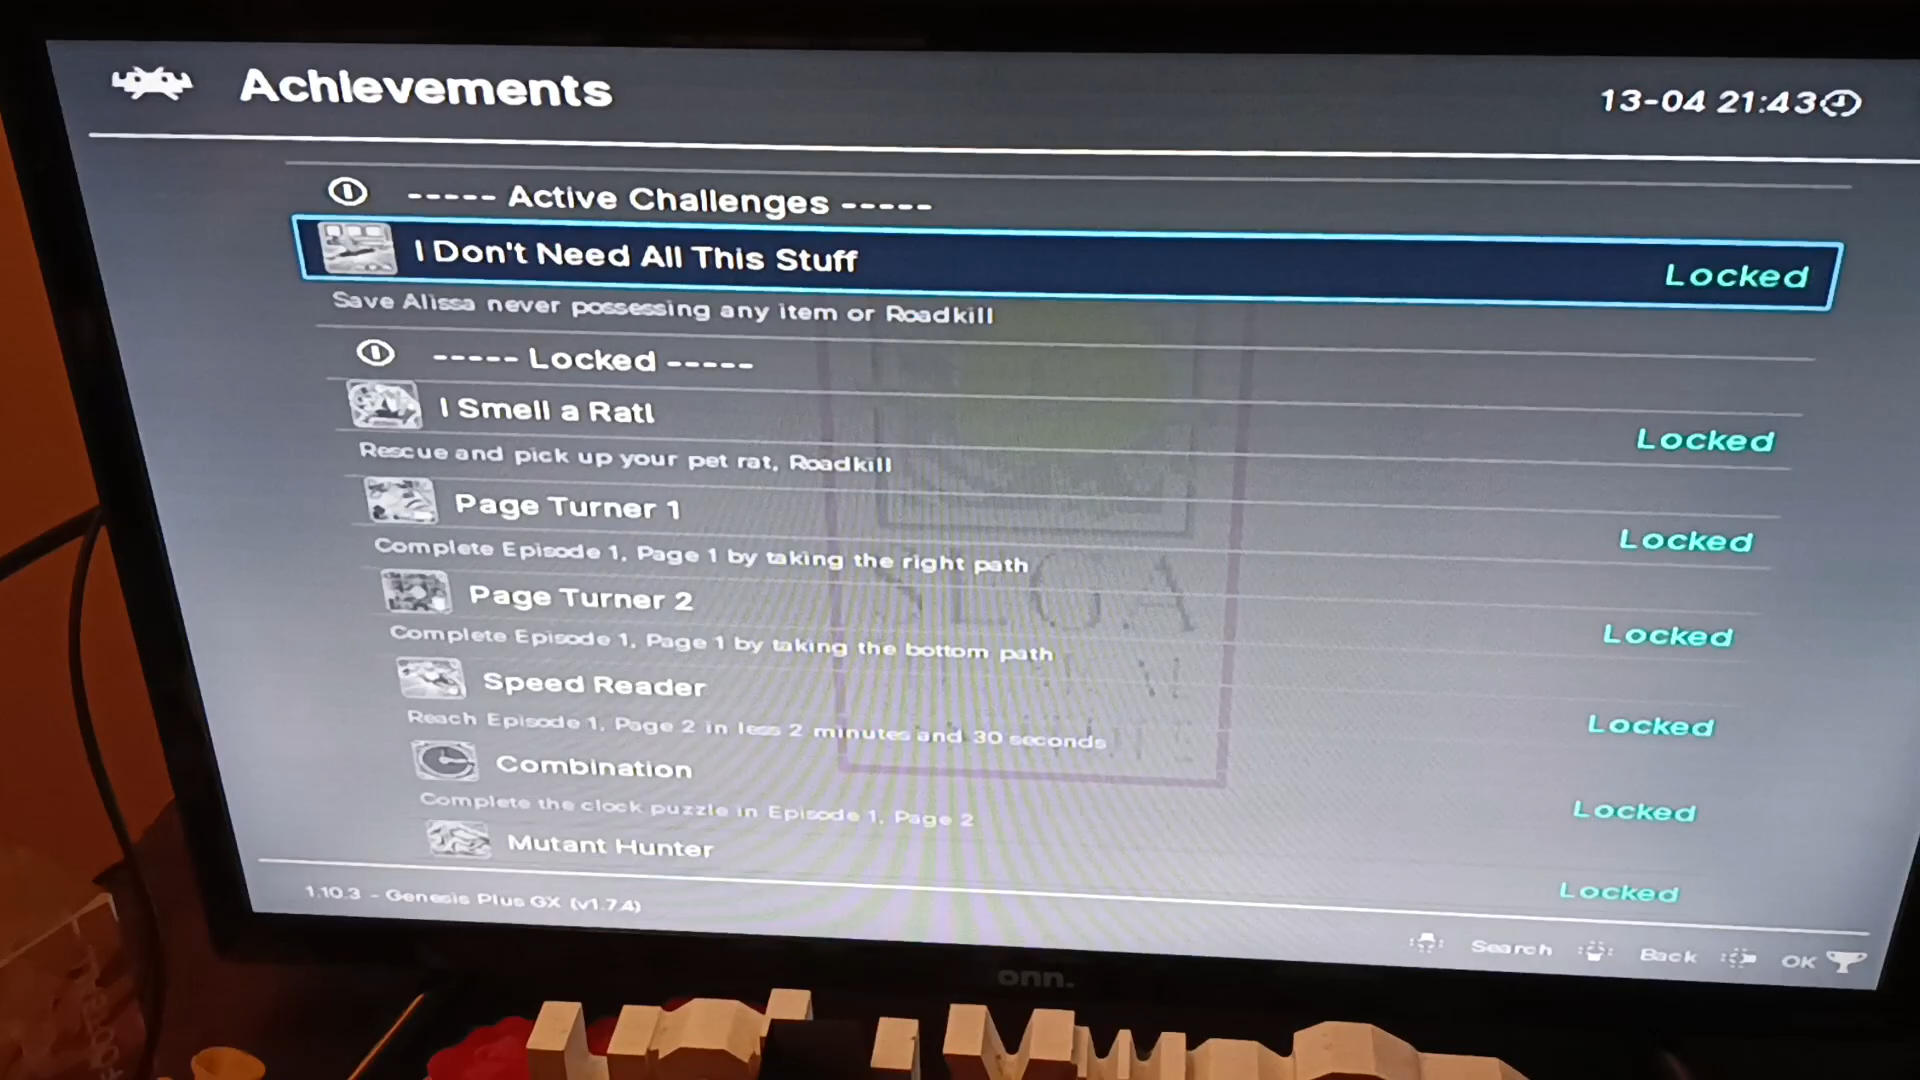 Achievements
13-04 21:43
----- Active Challenges -----
I Don't Need All This Stuff
Locked
Save Alissa never possessing any item or Roadkill
----- Locked -----
I Smell a Rat!
Locked
Rescue and pick up your pet rat, Roadkill
Page Turner 1
Locked
Complete Episode 1, Page 1 by taking the right path
Page Turner 2
Locked
Complete Episode 1, Page 1 by taking the bottom path
Speed Reader
Locked
Reach Episode 1, Page 2 in less 2 minutes and 30 seconds
Combination
Locked
Complete the clock puzzle in Episode 1, Page 2
Mutant Hunter
Locked
1.10.3 - Genesis Plus GX (v1.7.4)
Search
Back
OK
SEGA
onn.